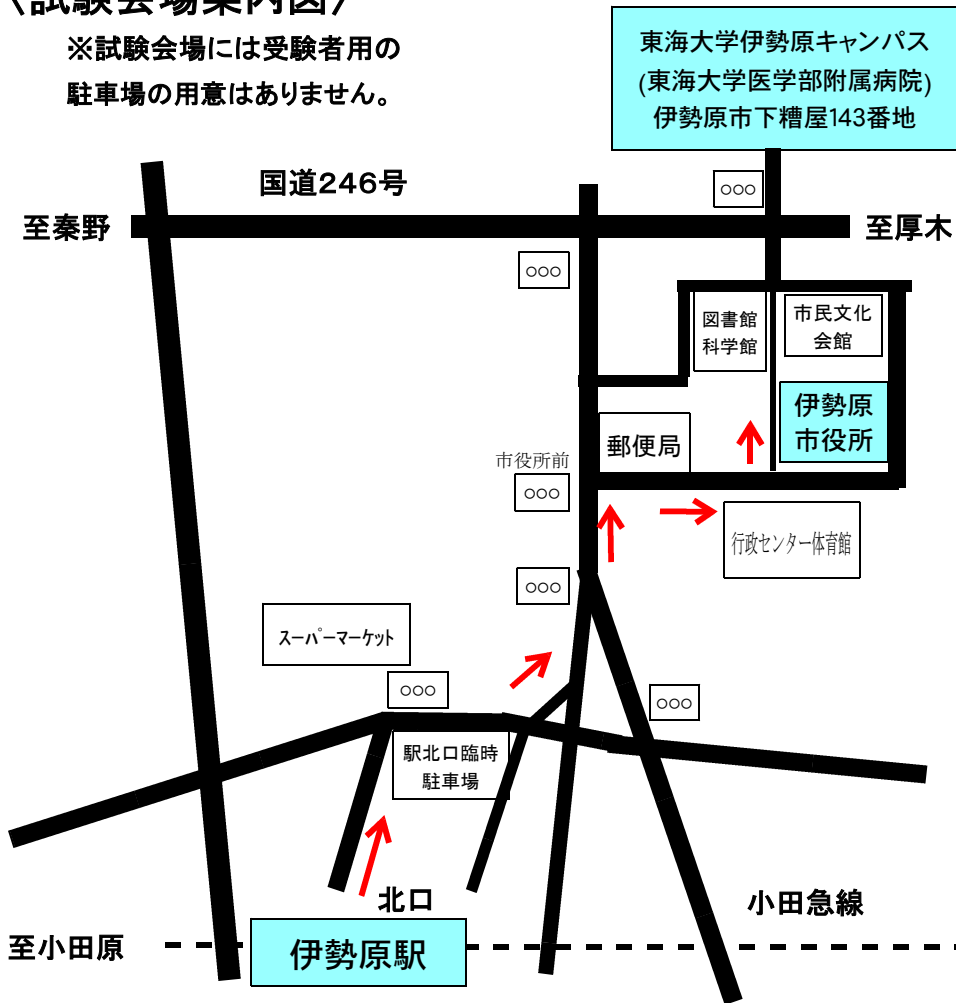 〈試験会場案内図〉
※試験会場には受験者用の
駐車場の用意はありません。
東海大学伊勢原キャンパス
(東海大学医学部附属病院)
伊勢原市下糟屋143番地
国道246号
○○○
至秦野
至厚木
○○○
図書館
科学館
市民文化
会館
伊勢原
市役所
郵便局
市役所前
○○○
行政センター体育館
○○○
スーパーマーケット
○○○
○○○
駅北口臨時
駐車場
北口
小田急線
至小田原
伊勢原駅